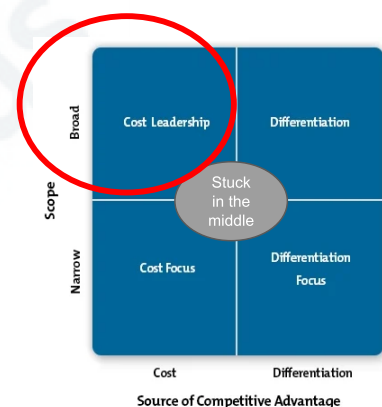 Broad
Cost Leadership
Differentiation
Stuck
in the
middle
Scope
Narrow
Cost Focus
Differentiation
Focus
Cost
Differentiation
Source of Competitive Advantage